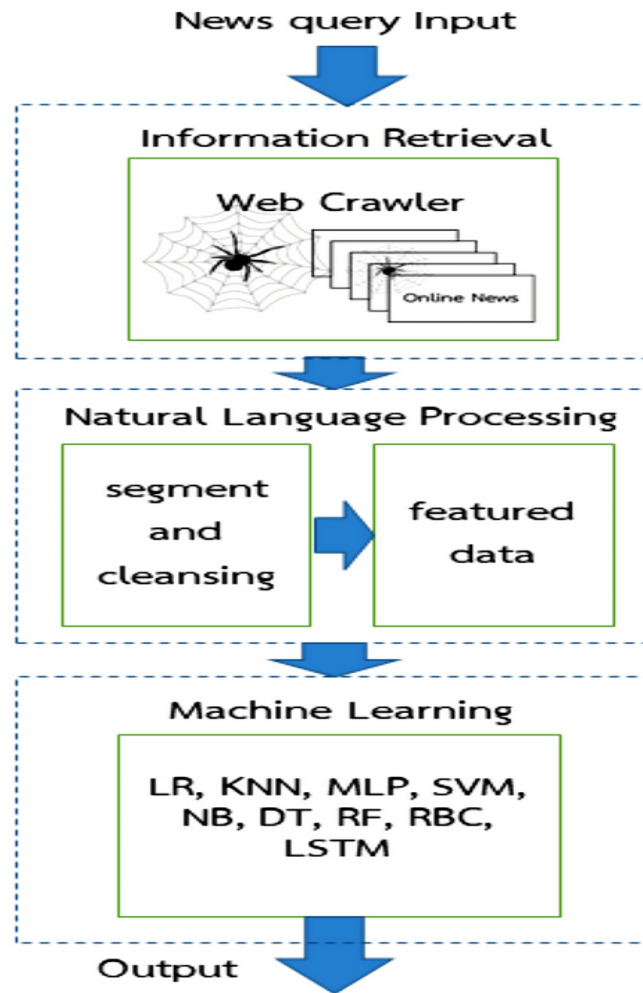 News query Input
Information Retrieval
Web Crawler
Online News
Natural Language Processing
segment
and
cleansing
featured
data
Machine Learning
LR, KNN, MLP, SVM,
NB, DT, RF, RBC,
LSTM
Output